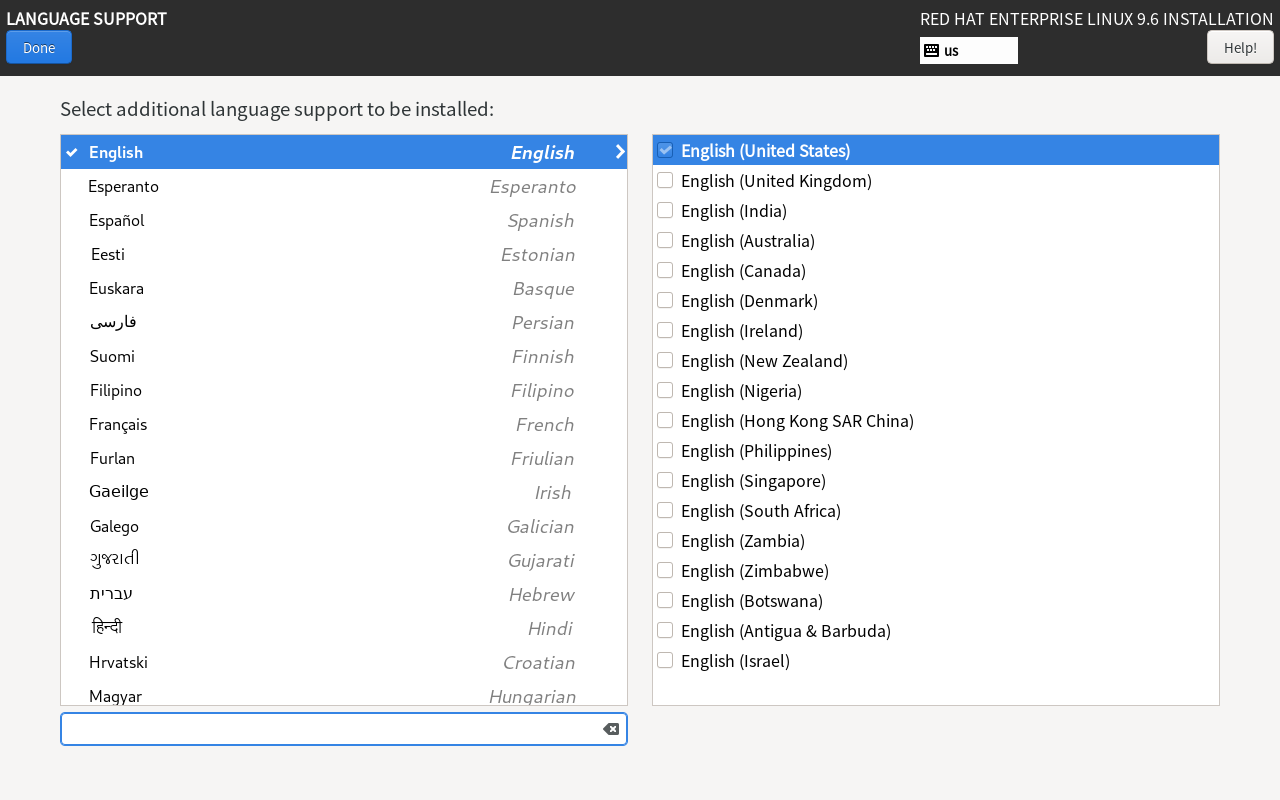 LANGUAGE SUPPORT
RED HAT ENTERPRISE LINUX 9.6 INSTALLATION
Done
us
Help!
Select additional language support to be installed:
English English
Esperanto Esperanto
Español Spanish
Eesti Estonian
Euskara Basque
فارسی Persian
Suomi Finnish
Filipino Filipino
Français French
Furlan Friulian
Gaeilge Irish
Galego Galician
ગુજરાતી Gujarati
עברית Hebrew
हिन्दी Hindi
Hrvatski Croatian
Magyar Hungarian
English (United States)
English (United Kingdom)
English (India)
English (Australia)
English (Canada)
English (Denmark)
English (Ireland)
English (New Zealand)
English (Nigeria)
English (Hong Kong SAR China)
English (Philippines)
English (Singapore)
English (South Africa)
English (Zambia)
English (Zimbabwe)
English (Botswana)
English (Antigua & Barbuda)
English (Israel)